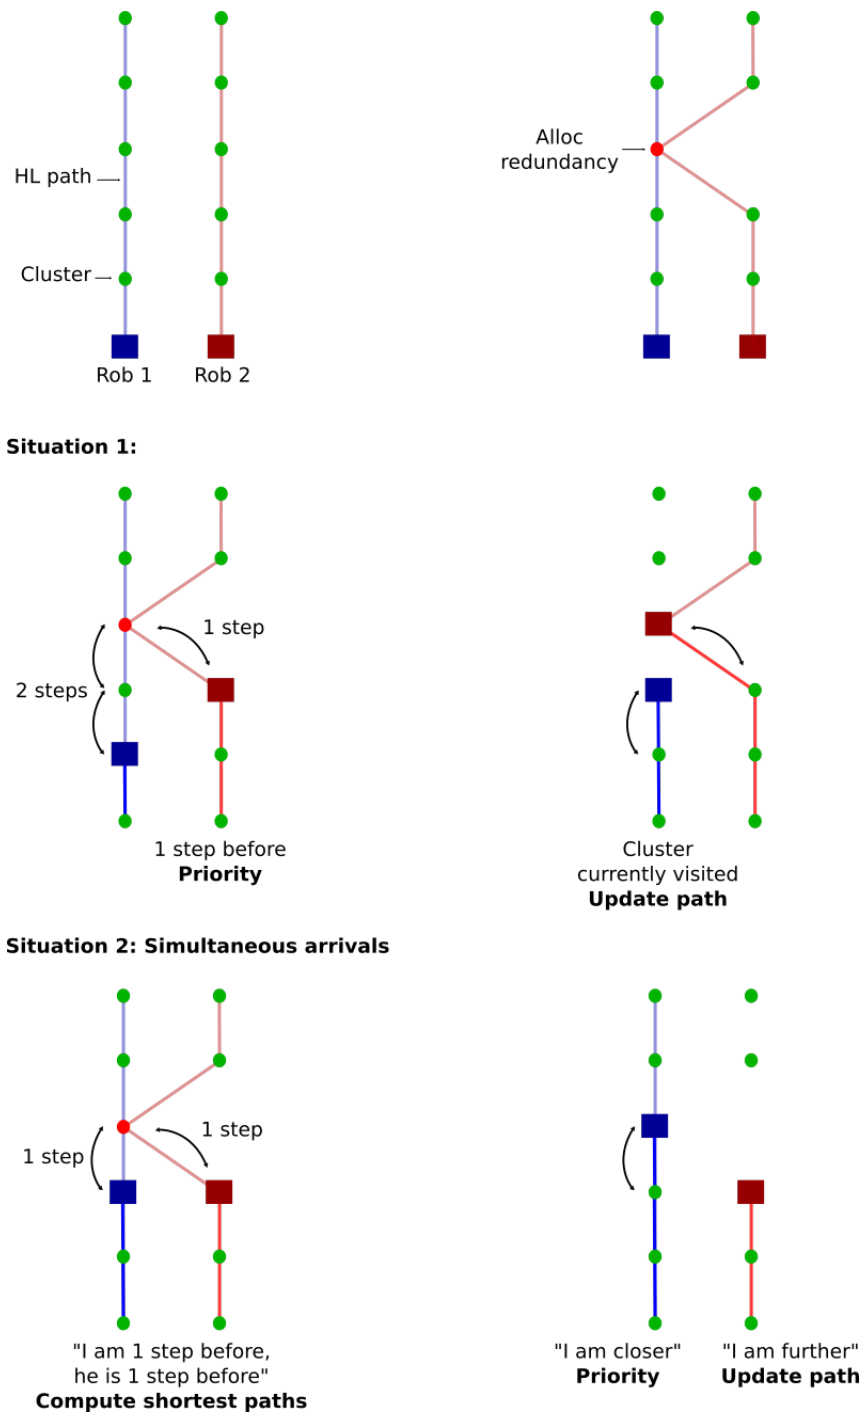 HL path
Cluster
Rob 1
Rob 2
Alloc
redundancy
Situation 1:
1 step
2 steps
1 step before
Priority
Cluster
currently visited
Update path
Situation 2: Simultaneous arrivals
1 step
1 step
"I am 1 step before,
he is 1 step before"
Compute shortest paths
"I am closer"
Priority
"I am further"
Update path